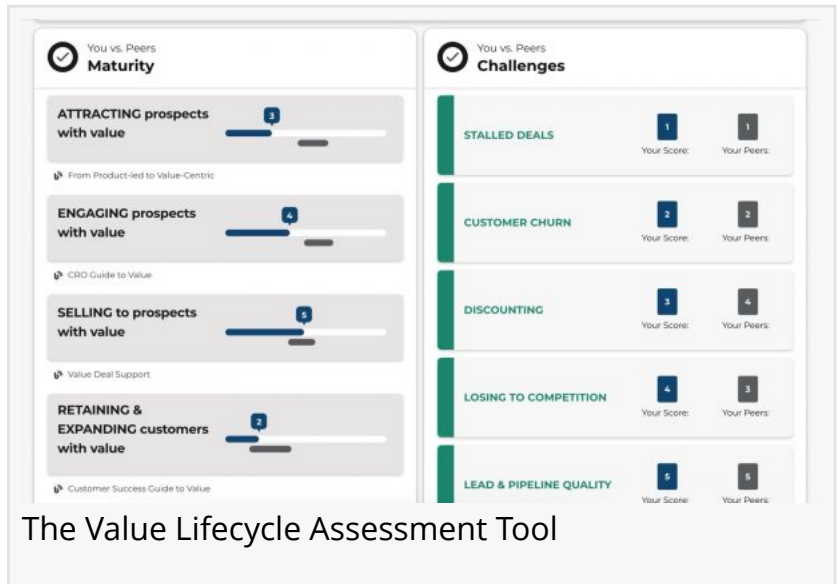 You vs. Peers
Maturity
ATTRACTING prospects
with value
3
From Product-led to Value-Centric
ENGAGING prospects
with value
4
CRO Guide to Value
SELLING to prospects
with value
5
Value Deal Support
RETAINING &
EXPANDING customers
with value
2
Customer Success Guide to Value
You vs. Peers
Challenges
STALLED DEALS
1
1
Your Score:
Your Peers:
CUSTOMER CHURN
2
2
Your Score:
Your Peers:
DISCOUNTING
3
4
Your Score:
Your Peers:
LOSING TO COMPETITION
4
3
Your Score:
Your Peers:
LEAD & PIPELINE QUALITY
5
5
Your Score:
Your Peers:
The Value Lifecycle Assessment Tool